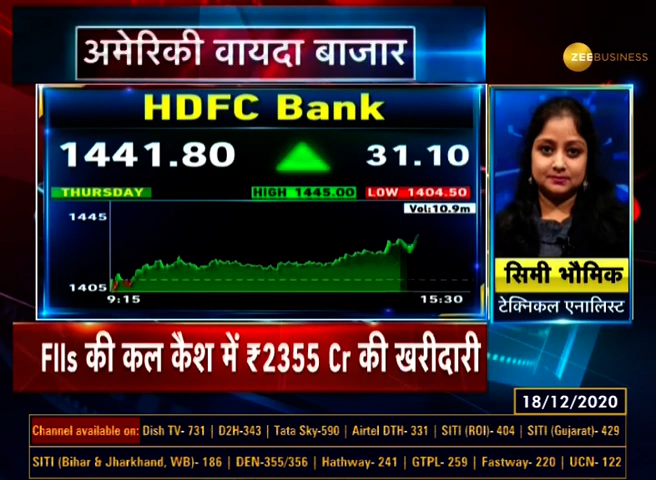 अमेरिकी वायदा बाजार
ZEEBUSINESS
HDFC Bank
1441.80 31.10
THURSDAY HIGH 1445.00 LOW 1404.50
Vol:10.9m
1445
1405
9:15 15:30
सिमी भौमिक
टेक्निकल एनालिस्ट
FIIs की कल कैश में ₹2355 Cr की खरीदारी
18/12/2020
Channel available on: Dish TV- 731 | D2H-343 | Tata Sky-590 | Airtel DTH- 331 | SITI (ROI)- 404 | SITI (Gujarat)- 429
SITI (Bihar & Jharkhand, WB)- 186 | DEN-355/356 | Hathway- 241 | GTPL- 259 | Fastway- 220 | UCN- 122